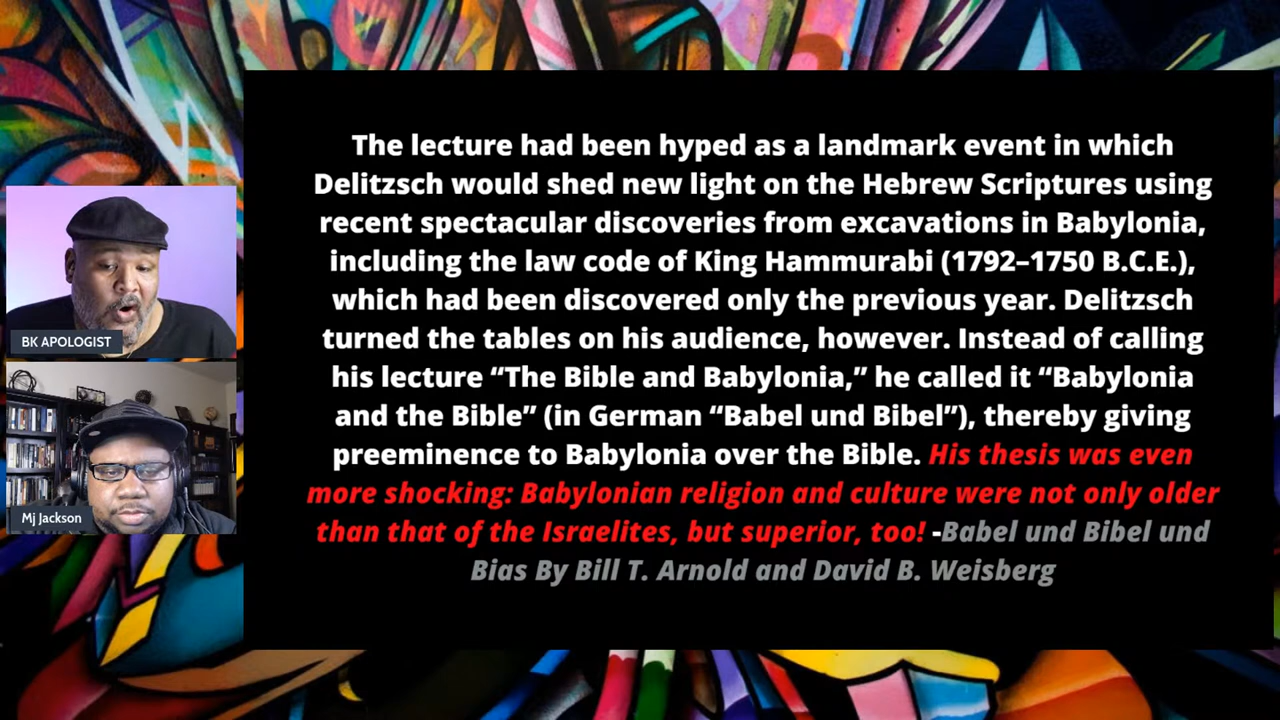 The lecture had been hyped as a landmark event in which
Delitzsch would shed new light on the Hebrew Scriptures using
recent spectacular discoveries from excavations in Babylonia,
including the law code of King Hammurabi (1792–1750 B.C.E.),
which had been discovered only the previous year. Delitzsch
turned the tables on his audience, however. Instead of calling
his lecture “The Bible and Babylonia,” he called it “Babylonia
and the Bible” (in German “Babel und Bibel”), thereby giving
preeminence to Babylonia over the Bible. His thesis was even
more shocking: Babylonian religion and culture were not only older
than that of the Israelites, but superior, too! -Babel und Bibel und
Bias By Bill T. Arnold and David B. Weisberg
BK APOLOGIST
Mj Jackson